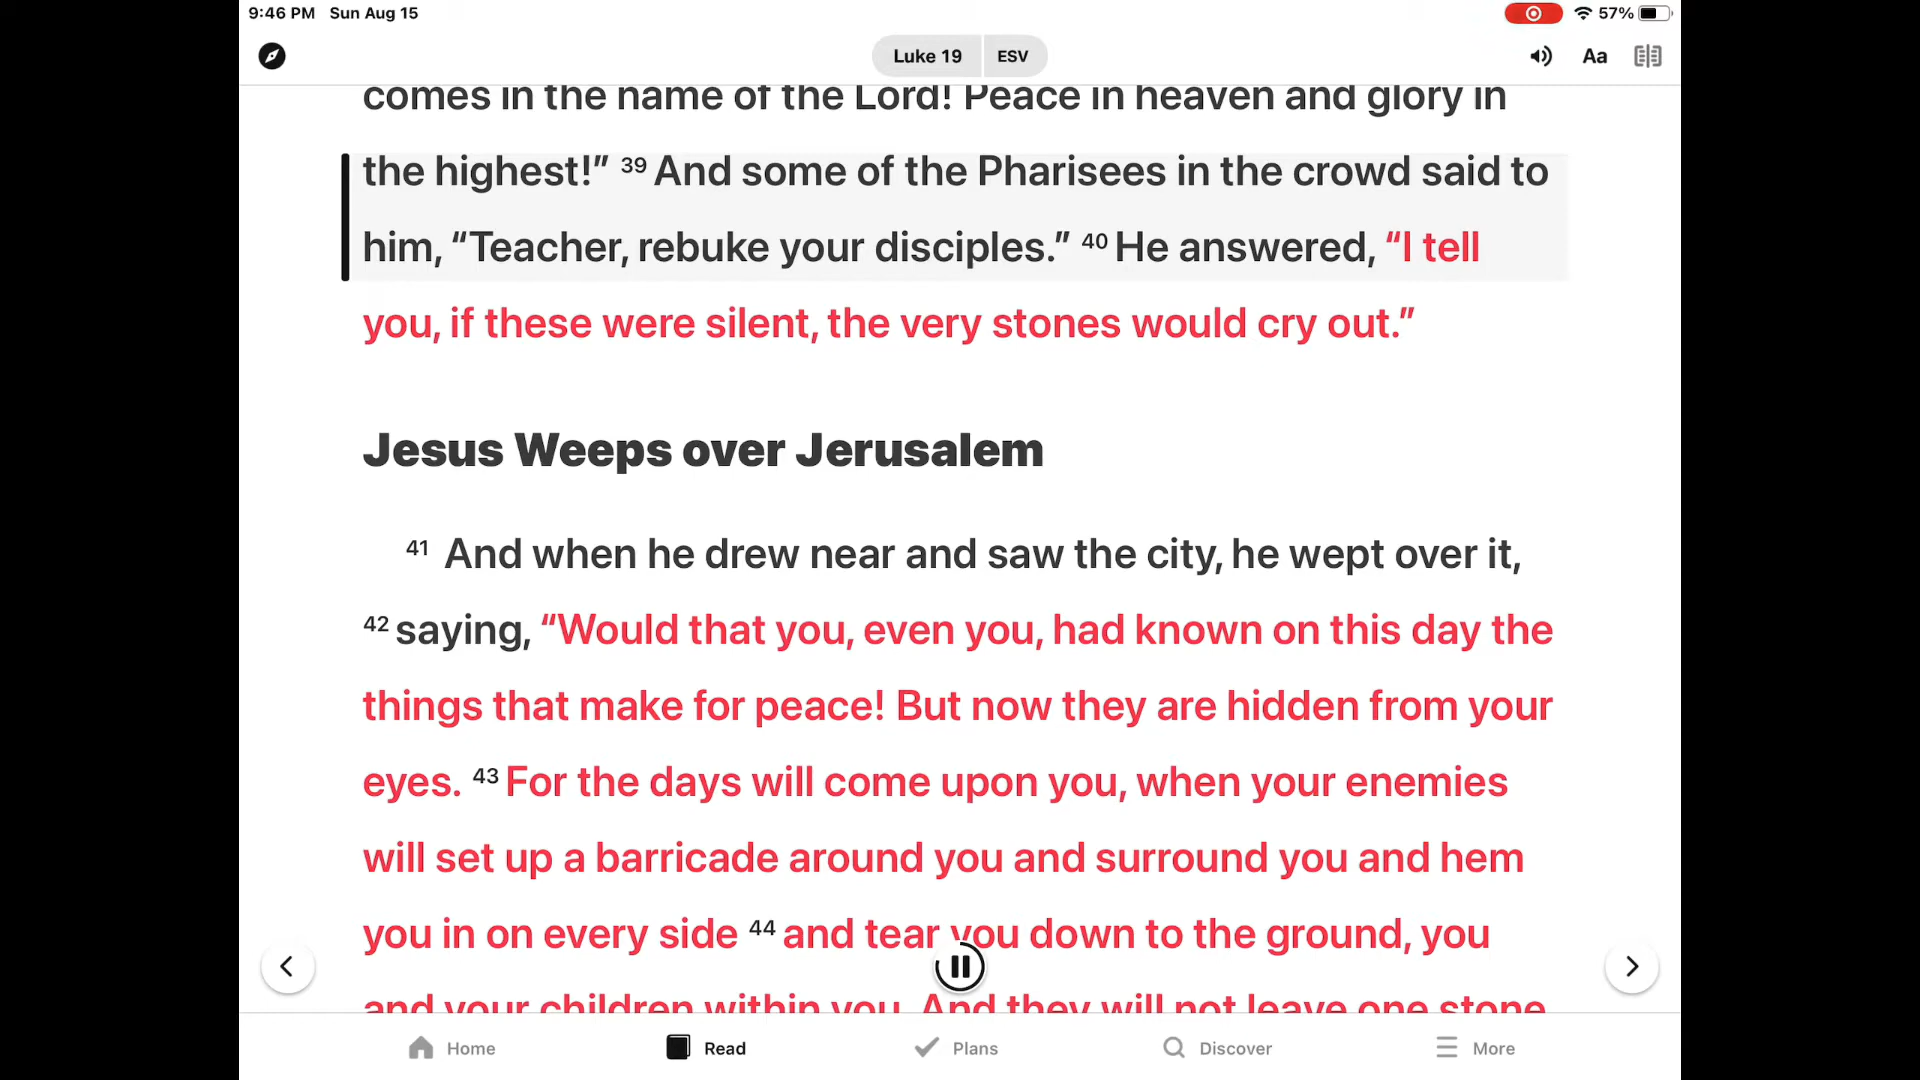 9:46 PM Sun Aug 15
57%
Luke 19 ESV
Aa
comes in the name of the Lord! Peace in heaven and glory in
the highest!” 39 And some of the Pharisees in the crowd said to
him, “Teacher, rebuke your disciples.” 40 He answered, “I tell
you, if these were silent, the very stones would cry out.”
Jesus Weeps over Jerusalem
41 And when he drew near and saw the city, he wept over it,
42 saying, “Would that you, even you, had known on this day the
things that make for peace! But now they are hidden from your
eyes. 43 For the days will come upon you, when your enemies
will set up a barricade around you and surround you and hem
you in on every side 44 and tear you down to the ground, you
and your children within you. And they will not leave one stone
Home Read Plans Discover More